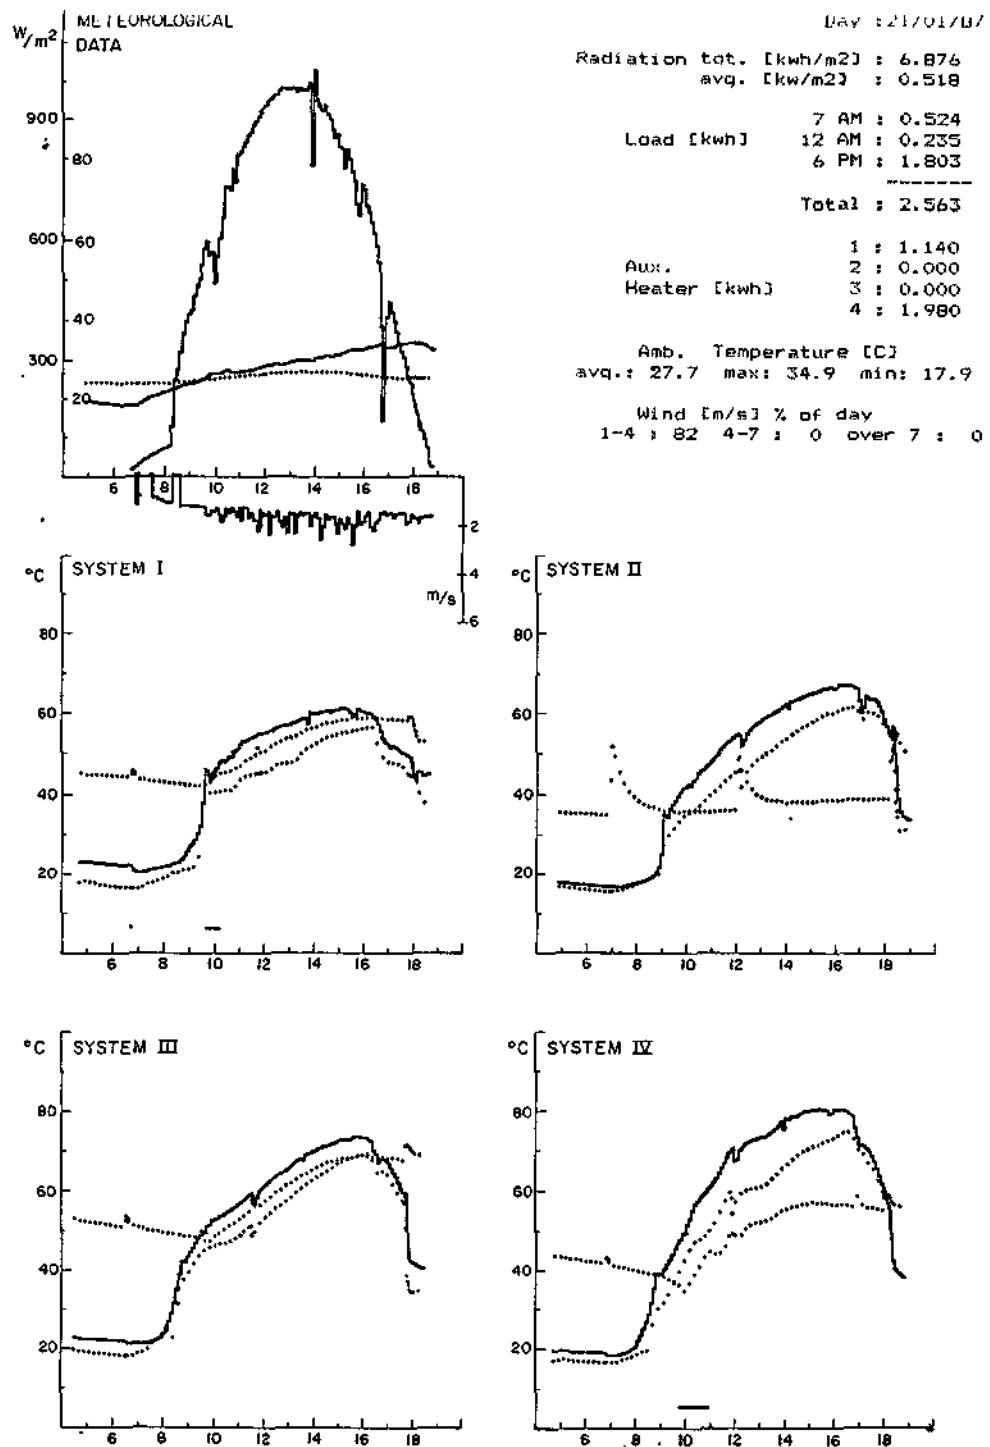 METEOROLOGICAL
DATA
W/m2
900
600
300
80
60
40
20
6 8 10 12 14 16 18
2
4
6
m/s
Day :21/01/87
Radiation tot. [kwh/m2] : 6.876
avg. [kw/m2] : 0.518
7 AM : 0.524
Load [kwh] 12 AM : 0.235
6 PM : 1.803
-------
Total : 2.563
1 : 1.140
Aux. 2 : 0.000
Heater [kwh] 3 : 0.000
4 : 1.980
Amb. Temperature [C]
avg.: 27.7 max: 34.9 min: 17.9
Wind [m/s] % of day
1-4 : 82 4-7 : 0 over 7 : 0
°C SYSTEM I
80
60
40
20
6 8 10 12 14 16 18
°C SYSTEM II
80
60
40
20
6 8 10 12 14 16 18
°C SYSTEM III
80
60
40
20
6 8 10 12 14 16 18
°C SYSTEM IV
80
60
40
20
6 8 10 12 14 16 18